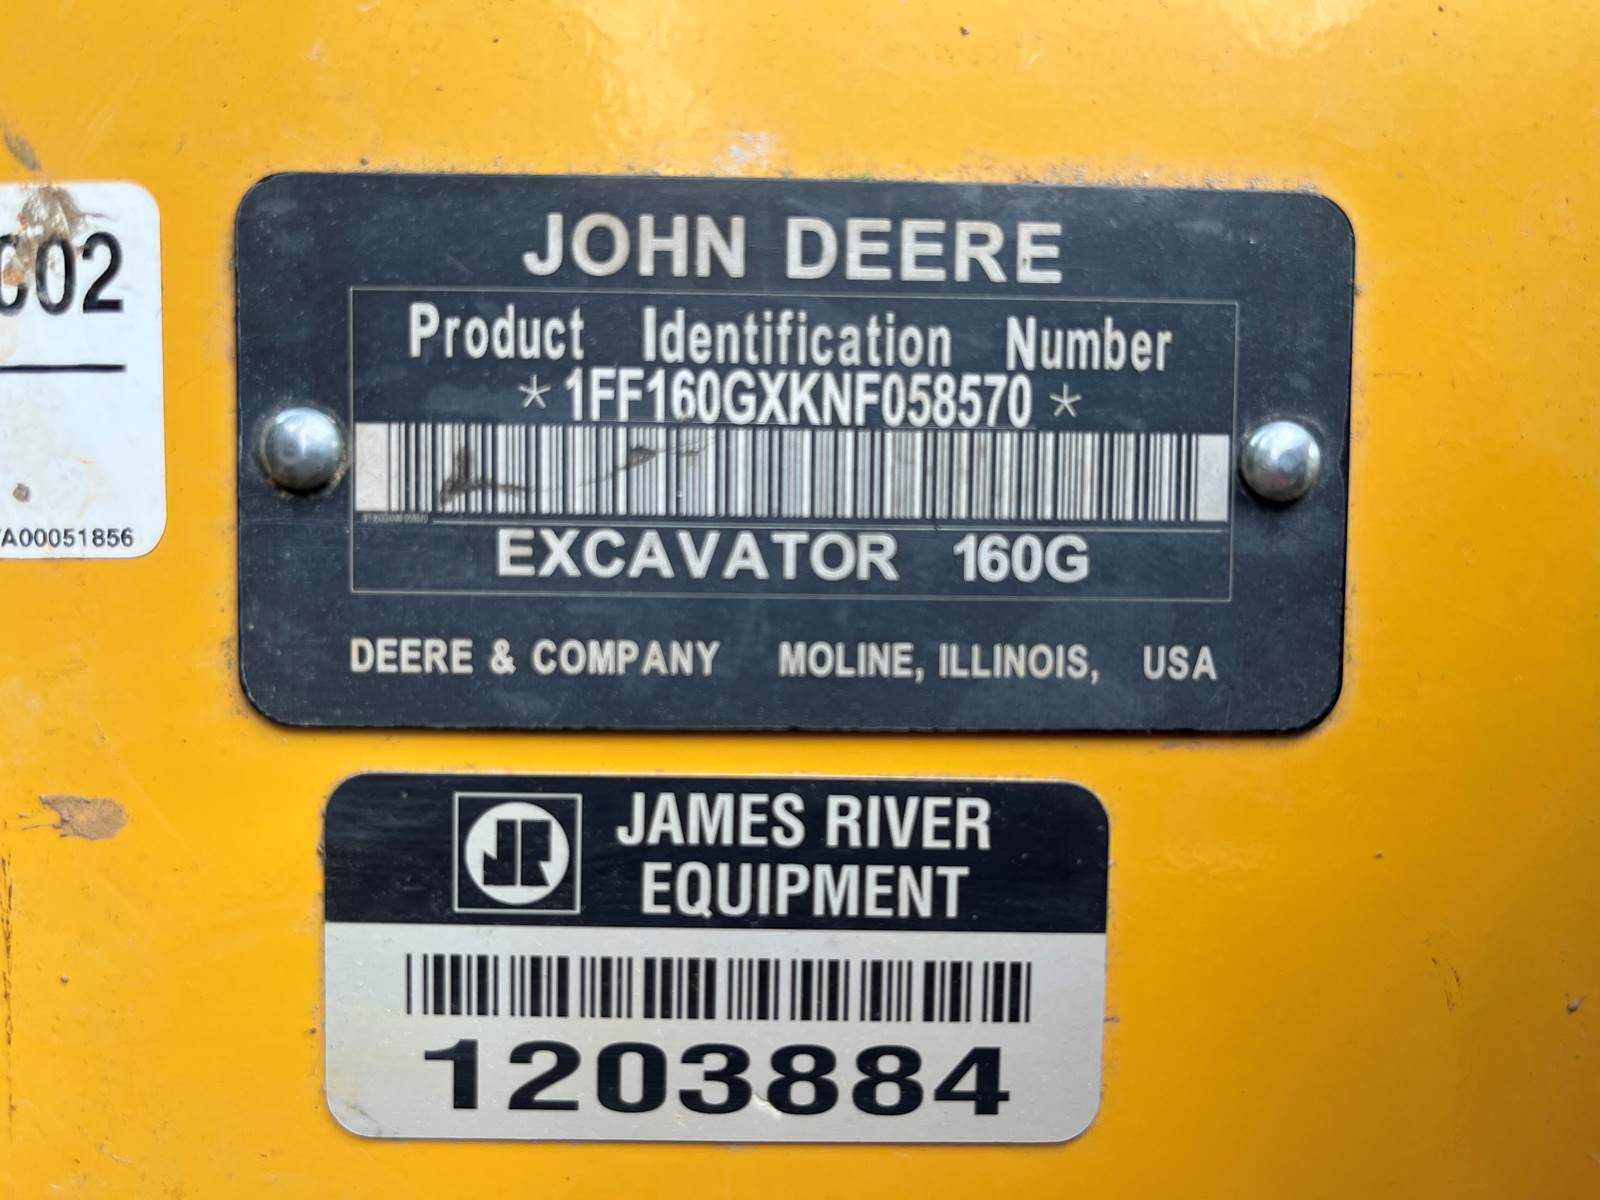 002
A00051856
JOHN DEERE
Product Identification Number
* 1FF160GXKNF058570 *
EXCAVATOR 160G
DEERE & COMPANY MOLINE, ILLINOIS, USA
JR JAMES RIVER
EQUIPMENT
1203884